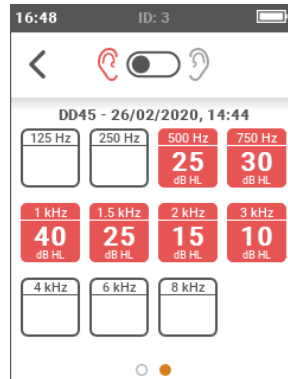 16:48 ID: 3
DD45 - 26/02/2020, 14:44
125 Hz 250 Hz 500 Hz 750 Hz
25 30
dB HL dB HL
1 kHz 1.5 kHz 2 kHz 3 kHz
40 25 15 10
dB HL dB HL dB HL dB HL
4 kHz 6 kHz 8 kHz